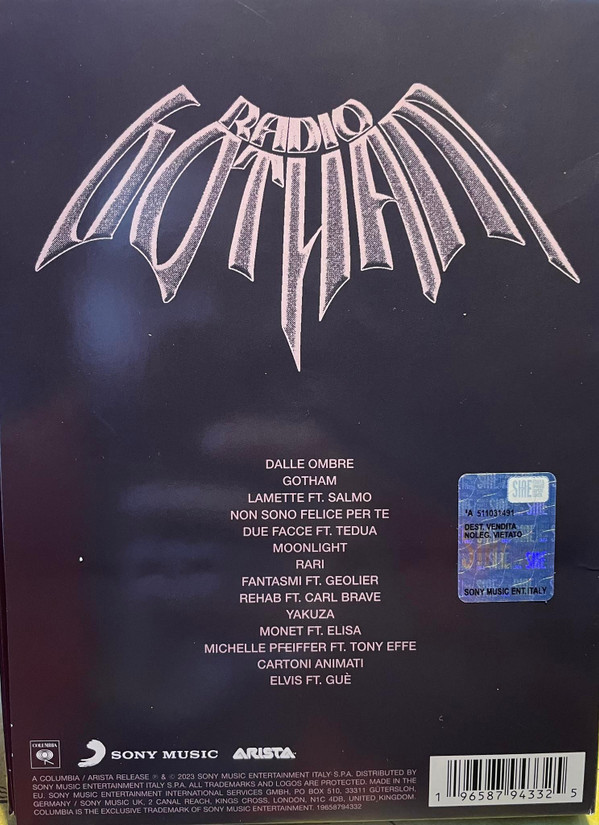 RADIO
GOTHAM
DALLE OMBRE
GOTHAM
LAMETTE FT. SALMO
NON SONO FELICE PER TE
DUE FACCE FT. TEDUA
MOONLIGHT
RARI
FANTASMI FT. GEOLIER
REHAB FT. CARL BRAVE
YAKUZA
MONET FT. ELISA
MICHELLE PFEIFFER FT. TONY EFFE
CARTONI ANIMATI
ELVIS FT. GUÈ
SIAE
*A 511031491
DEST. VENDITA
NOLEG. VIETATO
SIAE
SONY MUSIC ENT. ITALY
COLUMBIA
SONY MUSIC
ARISTA
A COLUMBIA / ARISTA RELEASE ℗ & © 2023 SONY MUSIC ENTERTAINMENT ITALY S.P.A. DISTRIBUTED BY
SONY MUSIC ENTERTAINMENT ITALY S.P.A. ALL TRADEMARKS AND LOGOS ARE PROTECTED. MADE IN THE
EU. SONY MUSIC ENTERTAINMENT INTERNATIONAL SERVICES GMBH, PO BOX 510, 33311 GÜTERSLOH,
GERMANY / SONY MUSIC UK, 2 CANAL REACH, KINGS CROSS, LONDON, N1C 4DB, UNITED KINGDOM.
COLUMBIA IS THE EXCLUSIVE TRADEMARK OF SONY MUSIC ENTERTAINMENT. 19658794332
1 96587 94332 5